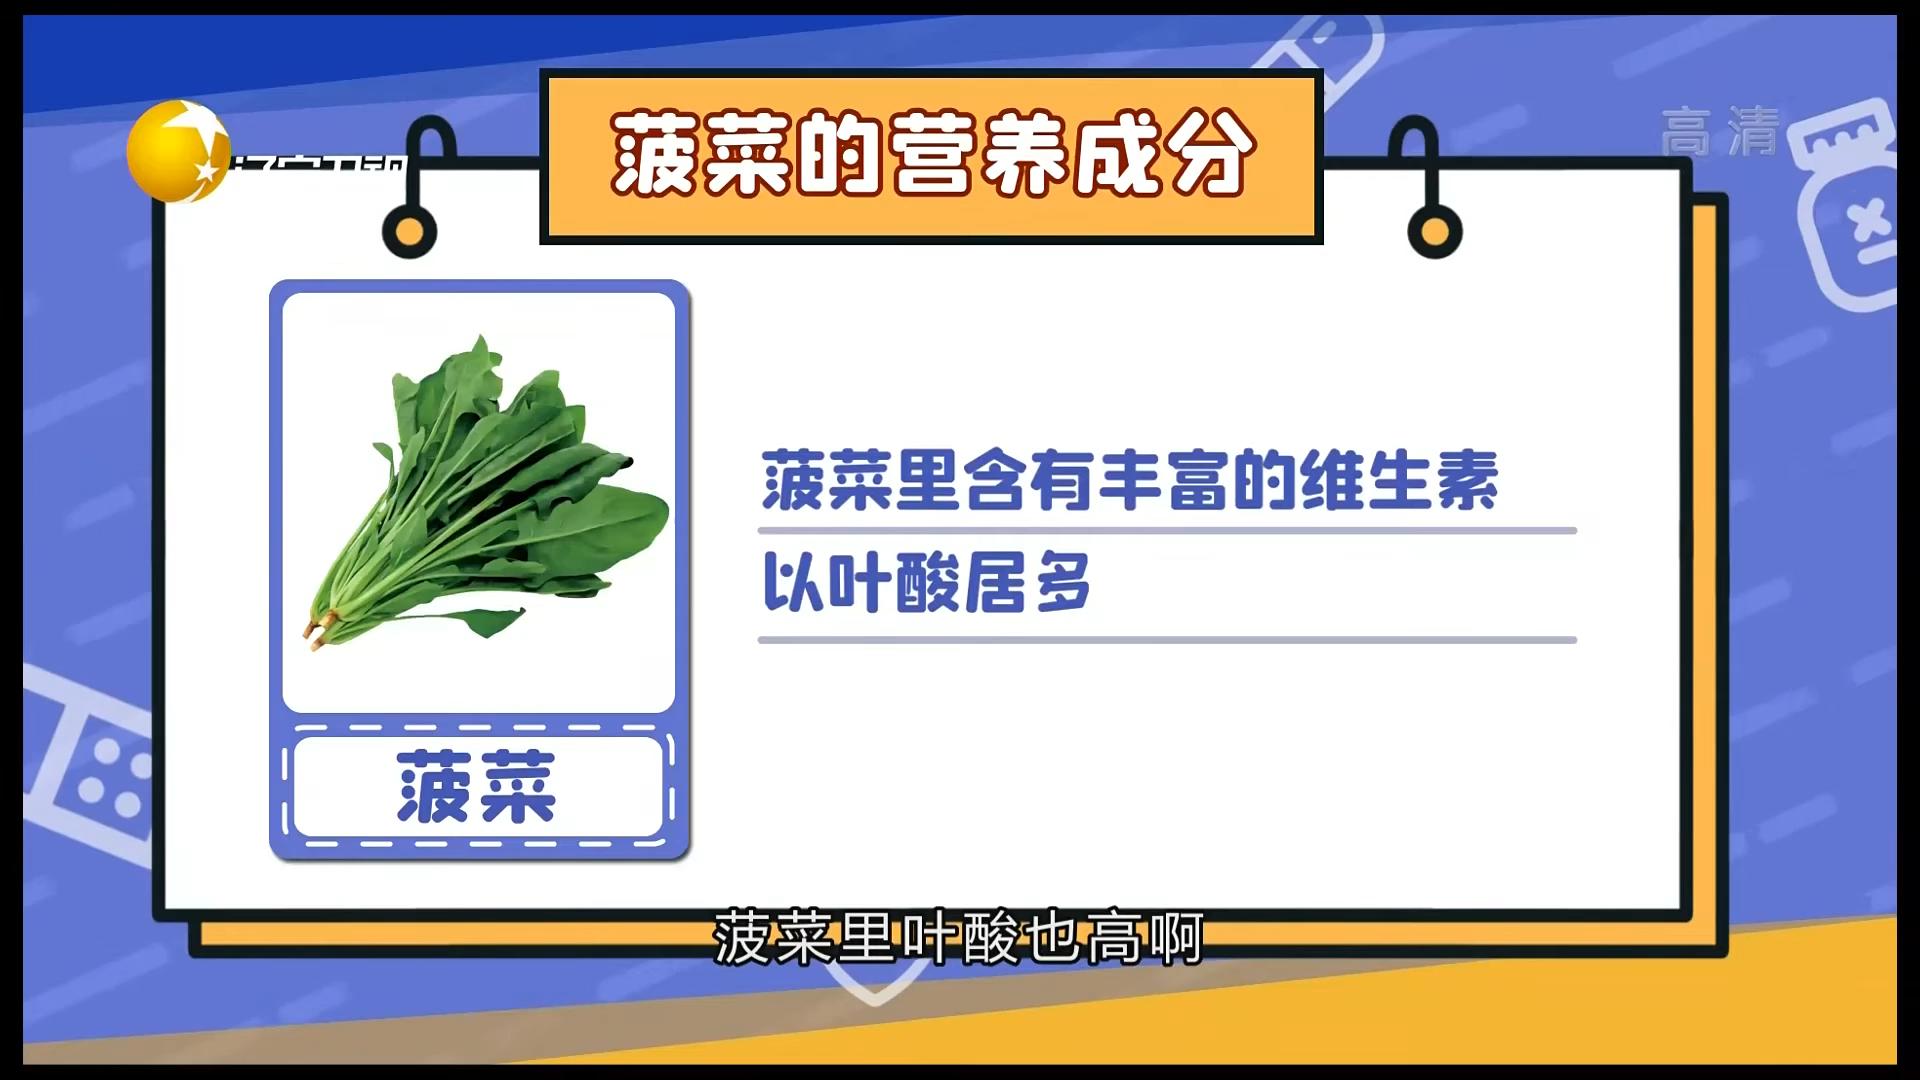 菠菜的营养成分
高清
菠菜里含有丰富的维生素
以叶酸居多
菠菜
菠菜里叶酸也高啊